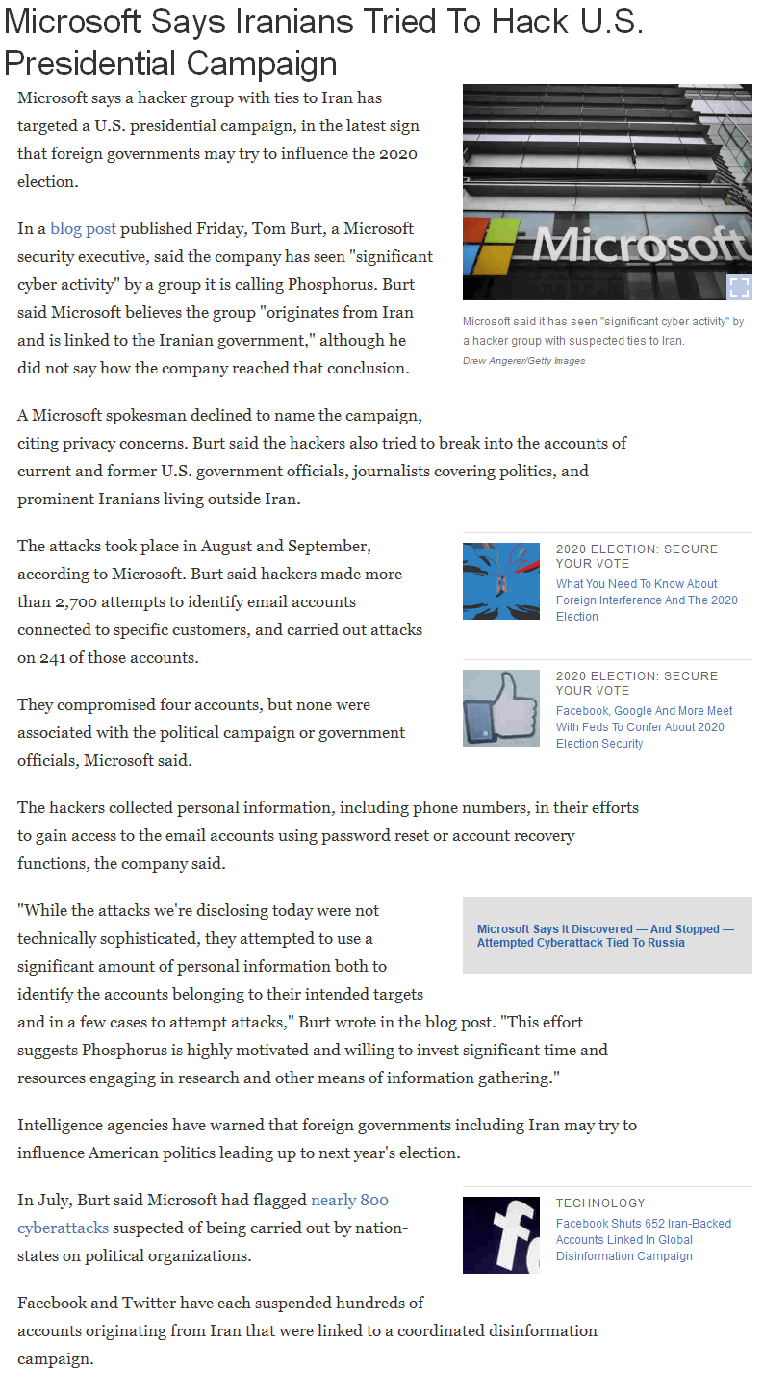 Microsoft Says Iranians Tried To Hack U.S.
Presidential Campaign
Microsoft says a hacker group with ties to Iran has
targeted a U.S. presidential campaign, in the latest sign
that foreign governments may try to influence the 2020
election.
In a blog post published Friday, Tom Burt, a Microsoft
security executive, said the company has seen "significant
cyber activity" by a group it is calling Phosphorus. Burt
said Microsoft believes the group "originates from Iran
and is linked to the Iranian government," although he
did not say how the company reached that conclusion.
Microsoft
Microsoft said it has seen "significant cyber activity" by
a hacker group with suspected ties to Iran.
Drew Angerer/Getty Images
A Microsoft spokesman declined to name the campaign,
citing privacy concerns. Burt said the hackers also tried to break into the accounts of
current and former U.S. government officials, journalists covering politics, and
prominent Iranians living outside Iran.
The attacks took place in August and September,
according to Microsoft. Burt said hackers made more
than 2,700 attempts to identify email accounts
connected to specific customers, and carried out attacks
on 241 of those accounts.
2020 ELECTION: SECURE
YOUR VOTE
What You Need To Know About
Foreign Interference And The 2020
Election
They compromised four accounts, but none were
associated with the political campaign or government
officials, Microsoft said.
2020 ELECTION: SECURE
YOUR VOTE
Facebook, Google And More Meet
With Feds To Confer About 2020
Election Security
The hackers collected personal information, including phone numbers, in their efforts
to gain access to the email accounts using password reset or account recovery
functions, the company said.
"While the attacks we're disclosing today were not
technically sophisticated, they attempted to use a
significant amount of personal information both to
identify the accounts belonging to their intended targets
and in a few cases to attempt attacks," Burt wrote in the blog post. "This effort
suggests Phosphorus is highly motivated and willing to invest significant time and
resources engaging in research and other means of information gathering."
Microsoft Says It Discovered — And Stopped —
Attempted Cyberattack Tied To Russia
Intelligence agencies have warned that foreign governments including Iran may try to
influence American politics leading up to next year's election.
In July, Burt said Microsoft had flagged nearly 800
cyberattacks suspected of being carried out by nation-
states on political organizations.
TECHNOLOGY
Facebook Shuts 652 Iran-Backed
Accounts Linked In Global
Disinformation Campaign
Facebook and Twitter have each suspended hundreds of
accounts originating from Iran that were linked to a coordinated disinformation
campaign.